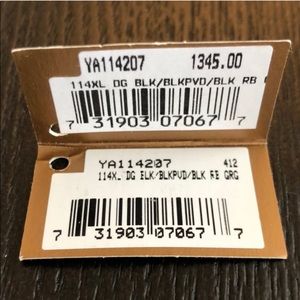 YA114207 1345.00
114XL DG BLK/BLKPVD/BLK RB
7 31903 07067 7
YA114207 412
114XL DG BLK/BLKPVD/BLK RB GRG
7 31903 07067 7